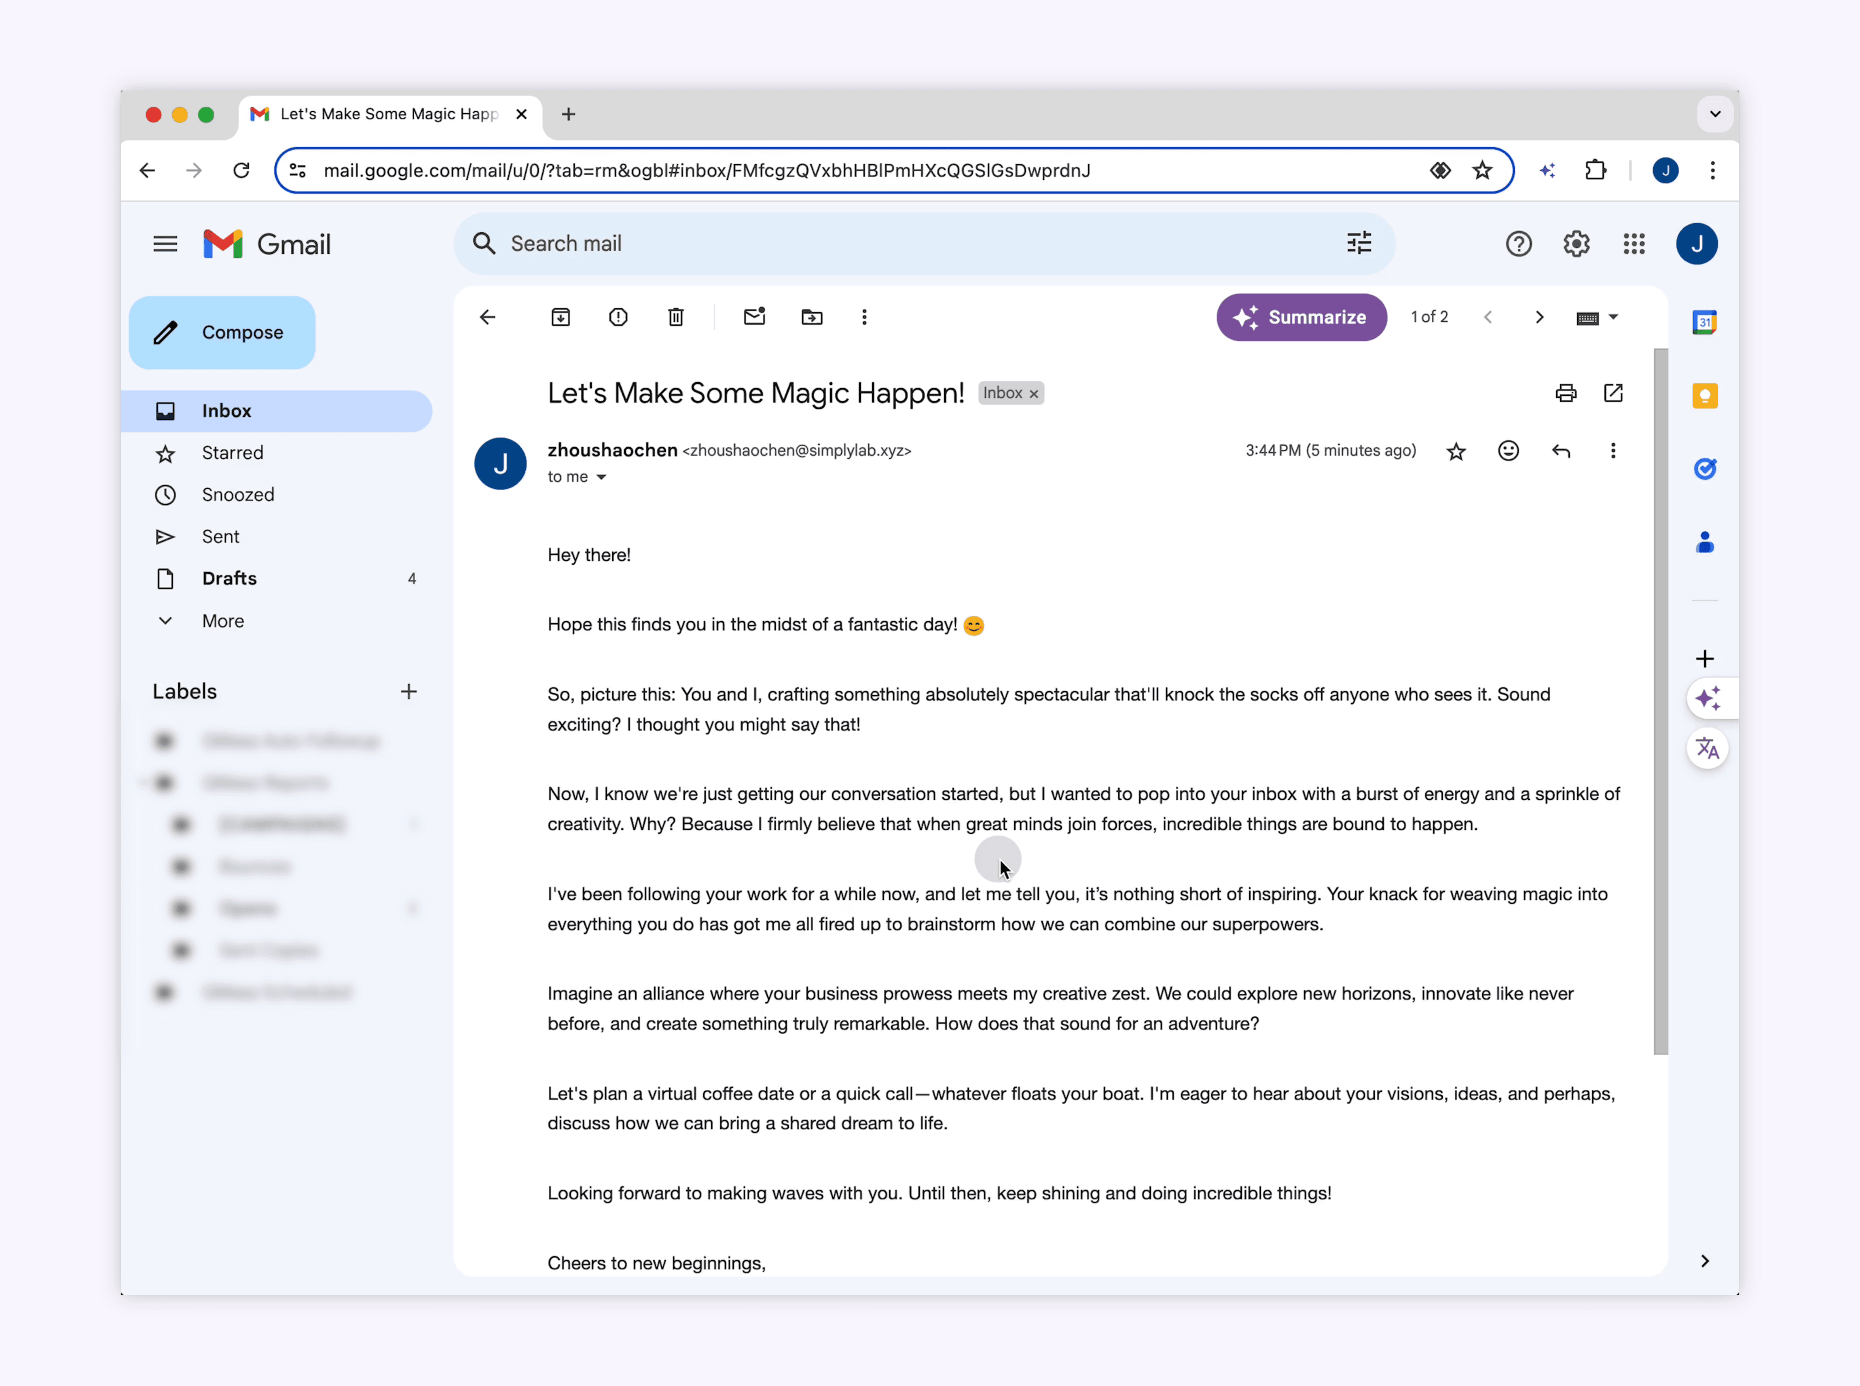 Let's Make Some Magic Happ
mail.google.com/mail/u/0/?tab=rm&ogbl#inbox/FMfcgzQVxbhHBlPmHXcQGSlGsDwprdnJ
J
Gmail
Search mail
J
Compose
Summarize
1 of 2
31
Inbox
Starred
Snoozed
Sent
Drafts 4
More
Labels
Let's Make Some Magic Happen! Inbox ×
J
zhoushaochen <zhoushaochen@simplylab.xyz>
3:44 PM (5 minutes ago)
to me
Hey there!
Hope this finds you in the midst of a fantastic day! 😊
So, picture this: You and I, crafting something absolutely spectacular that'll knock the socks off anyone who sees it. Sound
exciting? I thought you might say that!
Now, I know we're just getting our conversation started, but I wanted to pop into your inbox with a burst of energy and a sprinkle of
creativity. Why? Because I firmly believe that when great minds join forces, incredible things are bound to happen.
I've been following your work for a while now, and let me tell you, it’s nothing short of inspiring. Your knack for weaving magic into
everything you do has got me all fired up to brainstorm how we can combine our superpowers.
Imagine an alliance where your business prowess meets my creative zest. We could explore new horizons, innovate like never
before, and create something truly remarkable. How does that sound for an adventure?
Let's plan a virtual coffee date or a quick call—whatever floats your boat. I'm eager to hear about your visions, ideas, and perhaps,
discuss how we can bring a shared dream to life.
Looking forward to making waves with you. Until then, keep shining and doing incredible things!
Cheers to new beginnings,